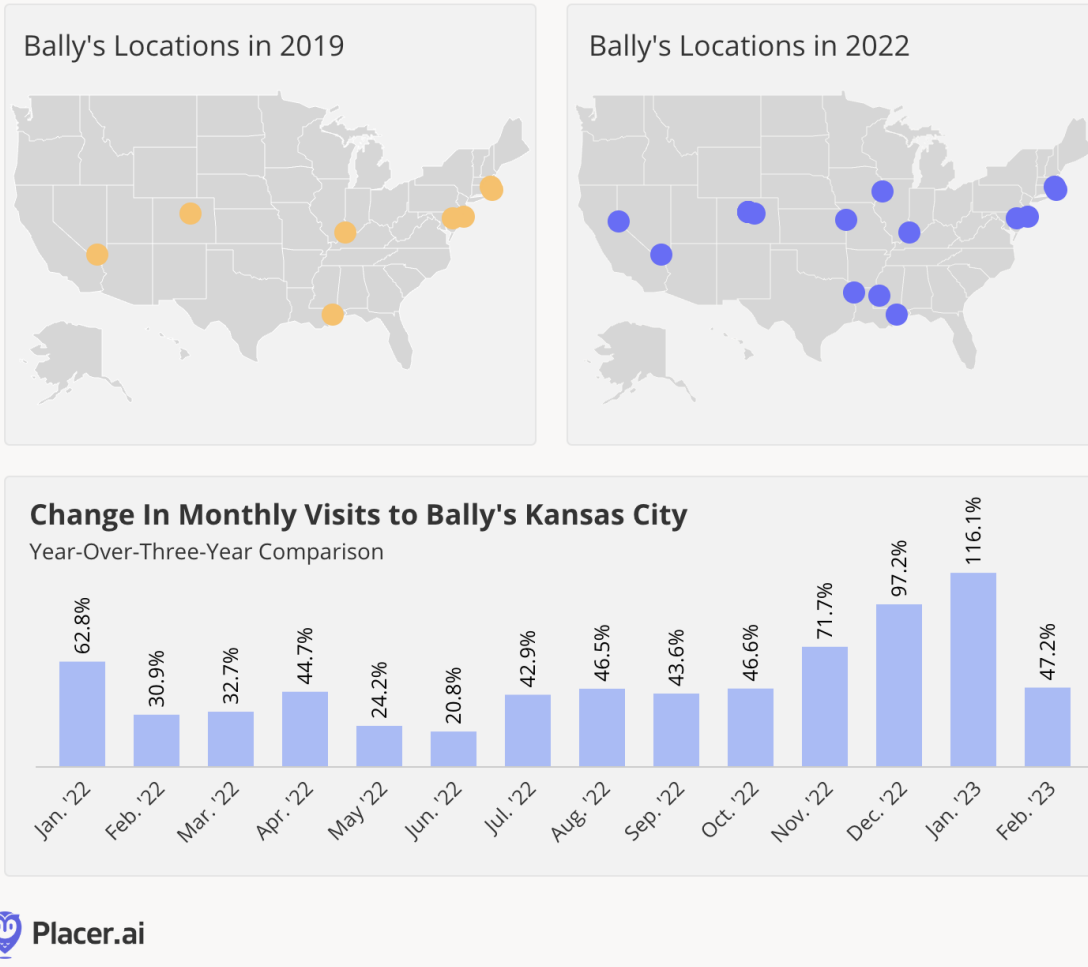 Bally's Locations in 2019
Bally's Locations in 2022
Change In Monthly Visits to Bally's Kansas City
Year-Over-Three-Year Comparison
62.8%
30.9%
32.7%
44.7%
24.2%
20.8%
42.9%
46.5%
43.6%
46.6%
71.7%
97.2%
116.1%
47.2%
Jan. '22
Feb. '22
Mar. '22
Apr. '22
May '22
Jun. '22
Jul. '22
Aug. '22
Sep. '22
Oct. '22
Nov. '22
Dec. '22
Jan. '23
Feb. '23
Placer.ai